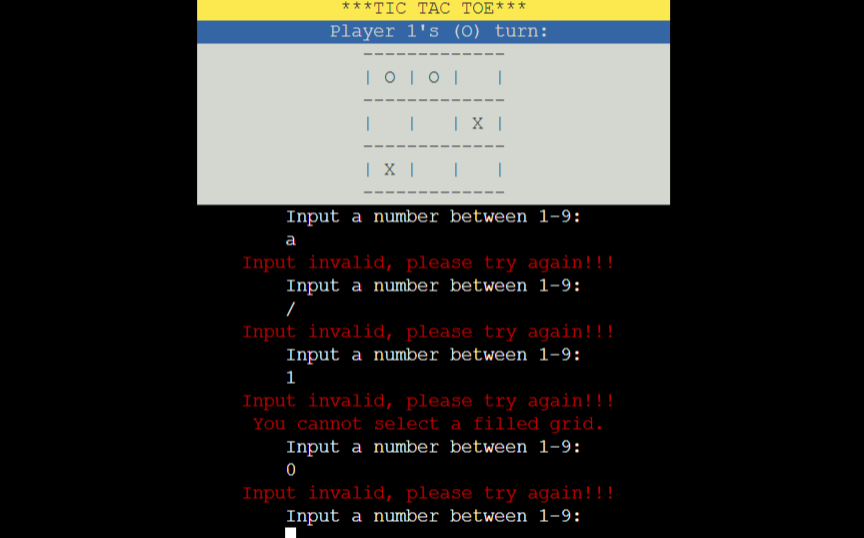 ***TIC TAC TOE***
Player 1's (O) turn:
-------------
| O | O |   |
-------------
|   |   | X |
-------------
| X |   |   |
-------------
Input a number between 1-9:
a
Input invalid, please try again!!!
Input a number between 1-9:
/
Input invalid, please try again!!!
Input a number between 1-9:
1
Input invalid, please try again!!!
You cannot select a filled grid.
Input a number between 1-9:
0
Input invalid, please try again!!!
Input a number between 1-9: